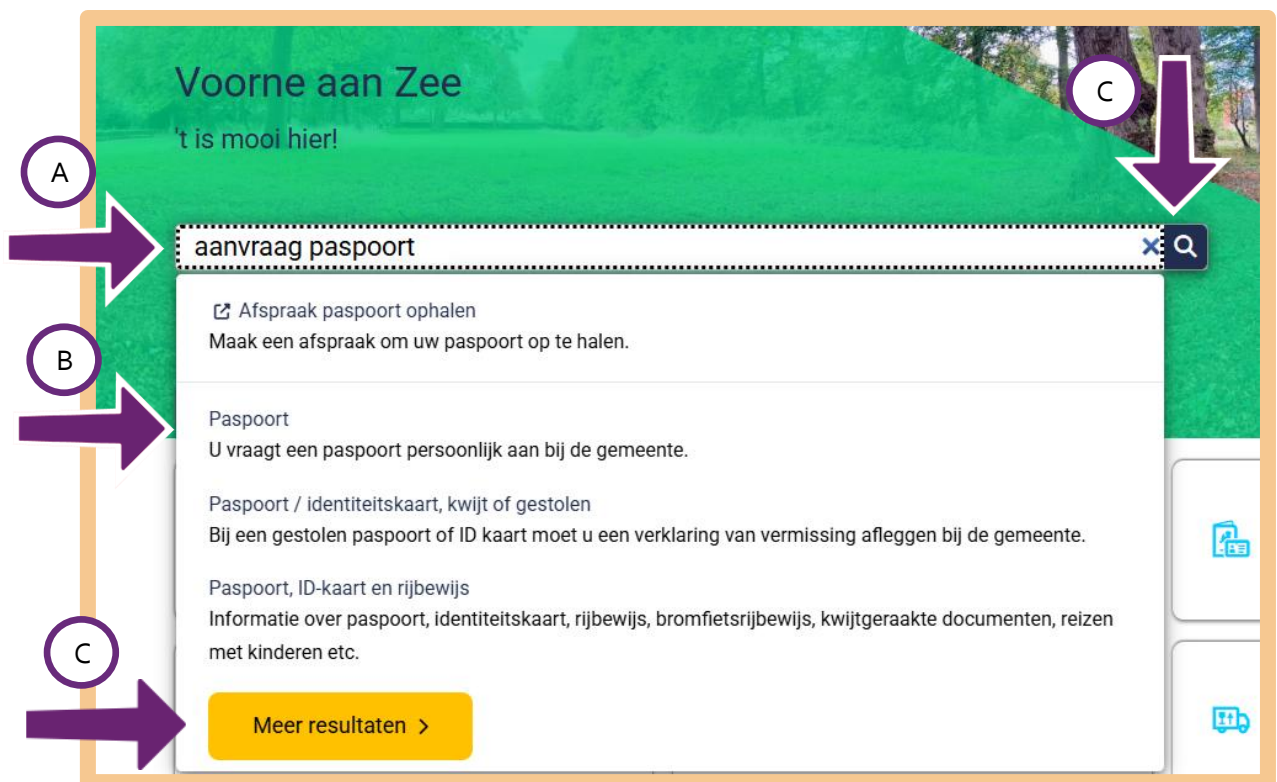 Voorne aan Zee
't is mooi hier!
C
A
aanvraag paspoort
Afspraak paspoort ophalen
Maak een afspraak om uw paspoort op te halen.
B
Paspoort
U vraagt een paspoort persoonlijk aan bij de gemeente.
Paspoort / identiteitskaart, kwijt of gestolen
Bij een gestolen paspoort of ID kaart moet u een verklaring van vermissing afleggen bij de gemeente.
Paspoort, ID-kaart en rijbewijs
Informatie over paspoort, identiteitskaart, rijbewijs, bromfietsrijbewijs, kwijtgeraakte documenten, reizen
met kinderen etc.
C
Meer resultaten